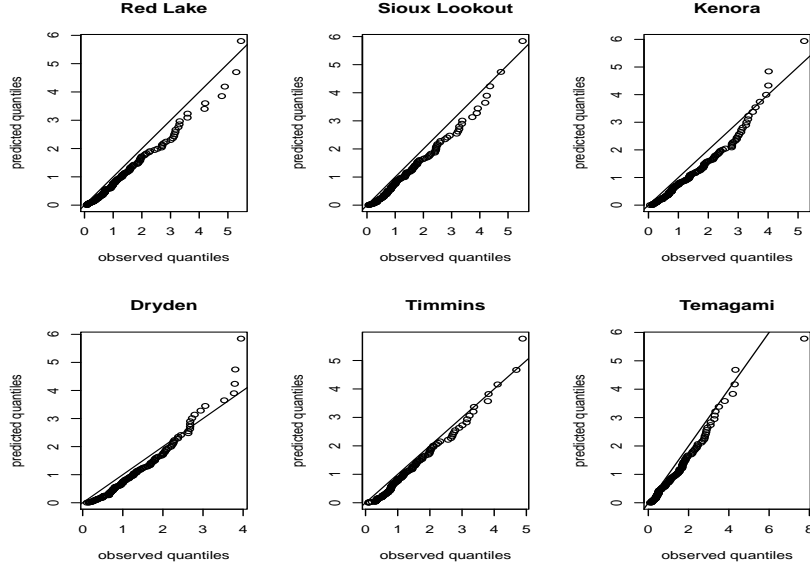 Red Lake
Sioux Lookout
Kenora
predicted quantiles
0 1 2 3 4 5 6
predicted quantiles
0 1 2 3 4 5 6
predicted quantiles
0 1 2 3 4 5 6
0 1 2 3 4 5
0 1 2 3 4 5
0 1 2 3 4 5
observed quantiles
observed quantiles
observed quantiles
Dryden
Timmins
Temagami
predicted quantiles
0 1 2 3 4 5 6
predicted quantiles
0 1 2 3 4 5
predicted quantiles
0 1 2 3 4 5 6
0 1 2 3 4
0 1 2 3 4 5
0 2 4 6 8
observed quantiles
observed quantiles
observed quantiles